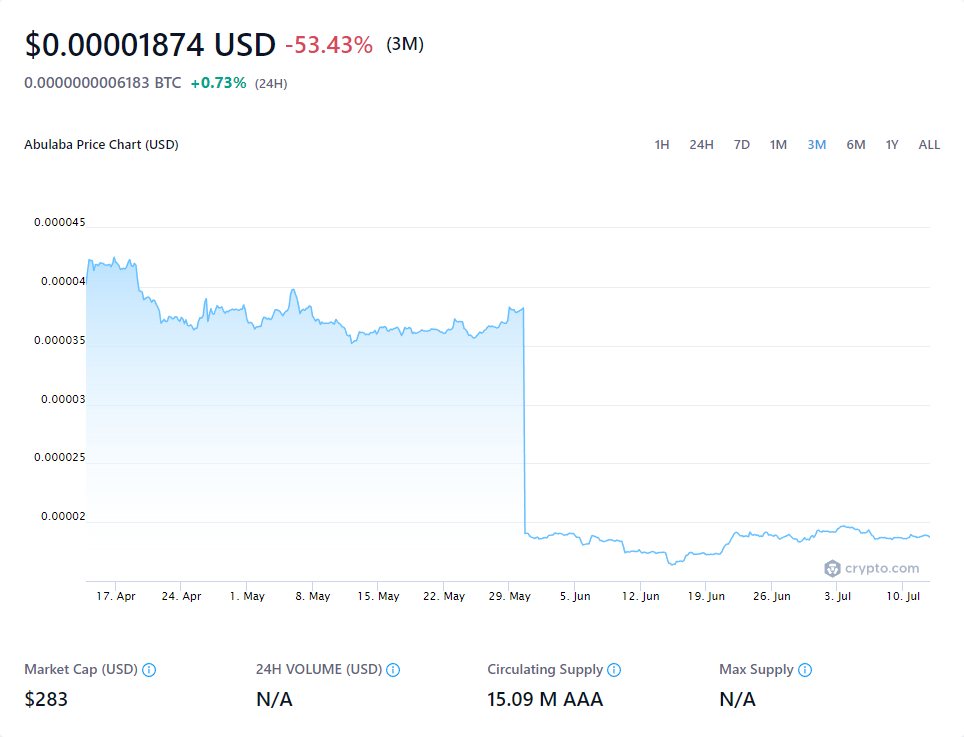 $0.00001874 USD -53.43% (3M)
0.0000000006183 BTC +0.73% (24H)
Abulaba Price Chart (USD) 1H 24H 7D 1M 3M 6M 1Y ALL
0.000045
0.00004
0.000035
0.00003
0.000025
0.00002
crypto.com
17. Apr 24. Apr 1. May 8. May 15. May 22. May 29. May 5. Jun 12. Jun 19. Jun 26. Jun 3. Jul 10. Jul
Market Cap (USD) 24H VOLUME (USD) Circulating Supply Max Supply
$283 N/A 15.09 M AAA N/A